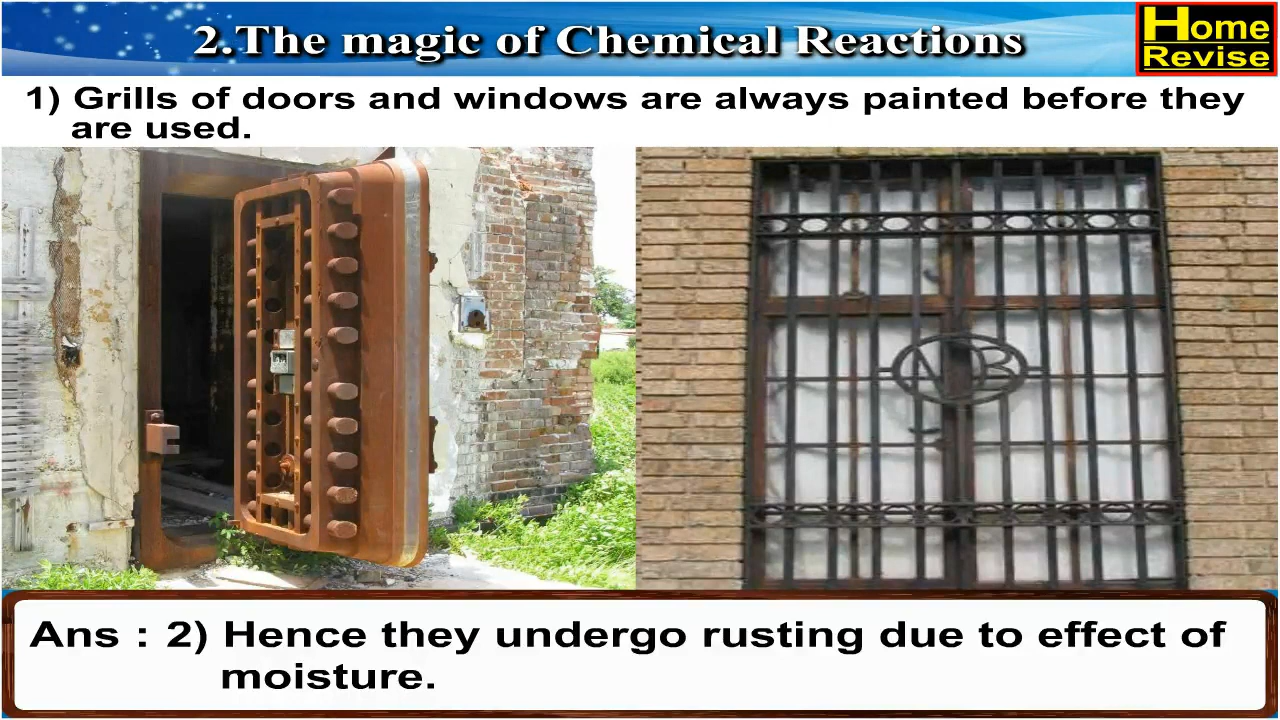 2.The magic of Chemical Reactions
Home
Revise
1) Grills of doors and windows are always painted before they
are used.
NB
Ans : 2) Hence they undergo rusting due to effect of
moisture.